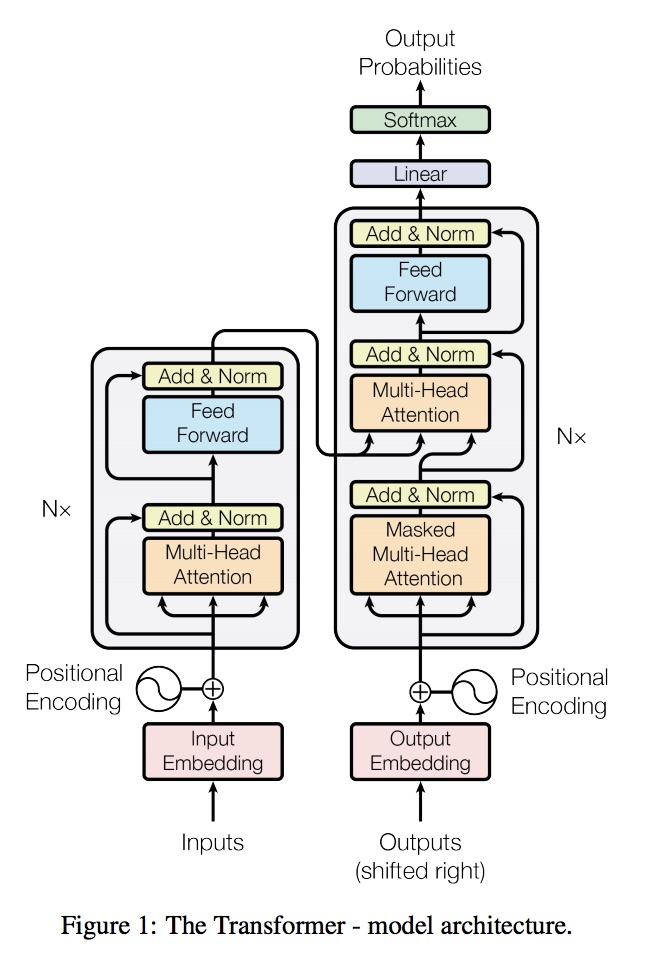 Output
Probabilities
Softmax
Linear
Add & Norm
Feed
Forward
Add & Norm
Multi-Head
Attention
Nx
Add & Norm
Masked
Multi-Head
Attention
Add & Norm
Feed
Forward
Nx
Add & Norm
Multi-Head
Attention
Positional
Encoding
Positional
Encoding
Input
Embedding
Output
Embedding
Inputs
Outputs
(shifted right)
Figure 1: The Transformer - model architecture.